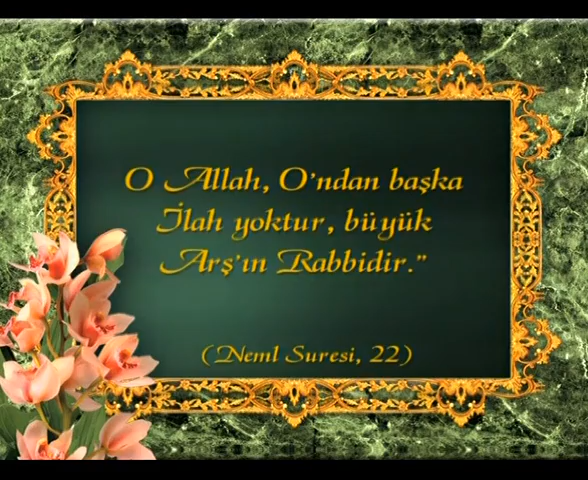 O Allah, O'ndan başka
İlah yoktur, büyük
Arş'ın Rabbidir."
(Neml Suresi, 22)